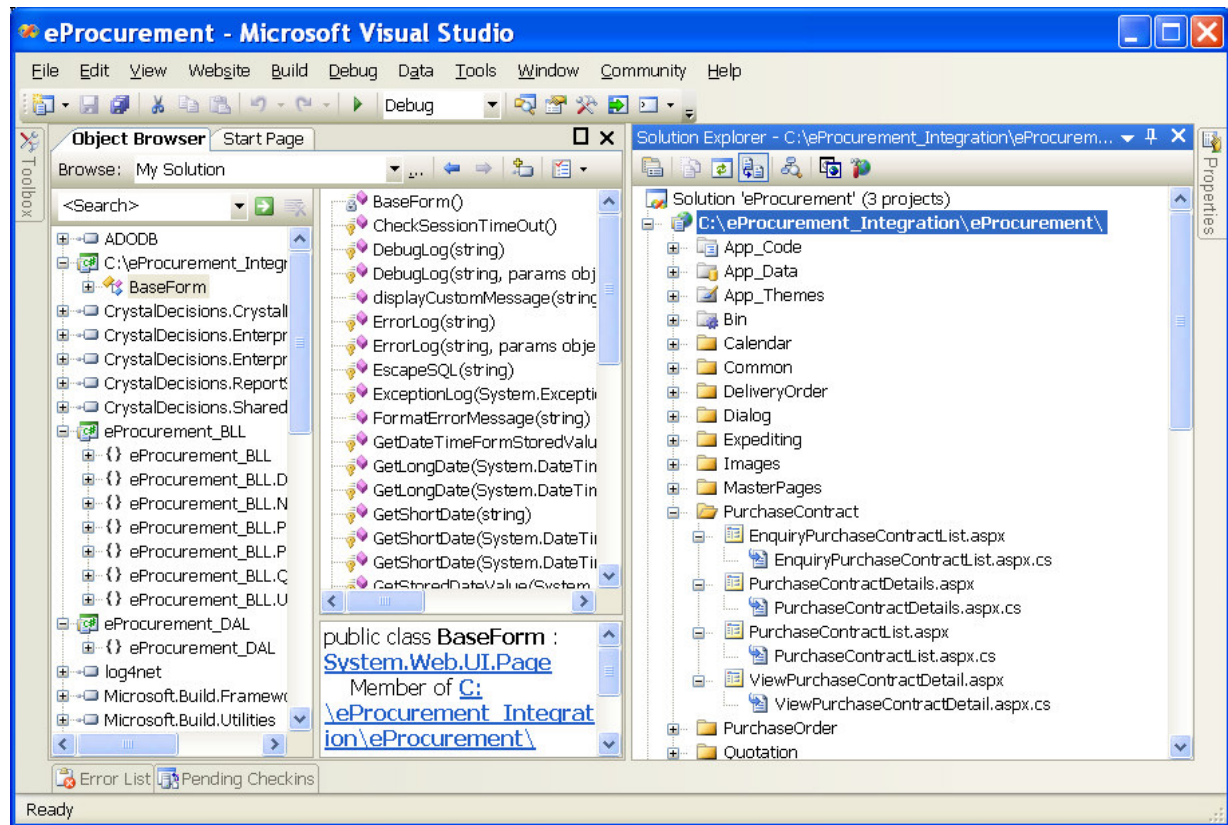 eProcurement - Microsoft Visual Studio
File Edit View Website Build Debug Data Tools Window Community Help
Debug
Toolbox
Object Browser Start Page
Browse: My Solution
<Search>
ADODB
C:\eProcurement_Integr
BaseForm
CrystalDecisions.Crystall
CrystalDecisions.Enterpr
CrystalDecisions.Enterpr
CrystalDecisions.Report
CrystalDecisions.Shared
eProcurement_BLL
{} eProcurement_BLL
{} eProcurement_BLL.D
{} eProcurement_BLL.N
{} eProcurement_BLL.P
{} eProcurement_BLL.P
{} eProcurement_BLL.Q
{} eProcurement_BLL.U
eProcurement_DAL
{} eProcurement_DAL
log4net
Microsoft.Build.Framew
Microsoft.Build.Utilities
BaseForm()
CheckSessionTimeOut()
DebugLog(string)
DebugLog(string, params obj
displayCustomMessage(string
ErrorLog(string)
ErrorLog(string, params obje
EscapeSQL(string)
ExceptionLog(System.Excepti
FormatErrorMessage(string)
GetDateTimeFormStoredValu
GetLongDate(System.DateTin
GetLongDate(System.DateTin
GetShortDate(string)
GetShortDate(System.DateTi
GetShortDate(System.DateTi
GetStoredDateValue(System
public class BaseForm :
System.Web.UI.Page
Member of C:
\eProcurement_Integrat
ion\eProcurement\
Solution Explorer - C:\eProcurement_Integration\eProcurem...
Solution 'eProcurement' (3 projects)
C:\eProcurement_Integration\eProcurement\
App_Code
App_Data
App_Themes
Bin
Calendar
Common
DeliveryOrder
Dialog
Expediting
Images
MasterPages
PurchaseContract
EnquiryPurchaseContractList.aspx
EnquiryPurchaseContractList.aspx.cs
PurchaseContractDetails.aspx
PurchaseContractDetails.aspx.cs
PurchaseContractList.aspx
PurchaseContractList.aspx.cs
ViewPurchaseContractDetail.aspx
ViewPurchaseContractDetail.aspx.cs
PurchaseOrder
Quotation
Properties
Error List Pending Checkins
Ready